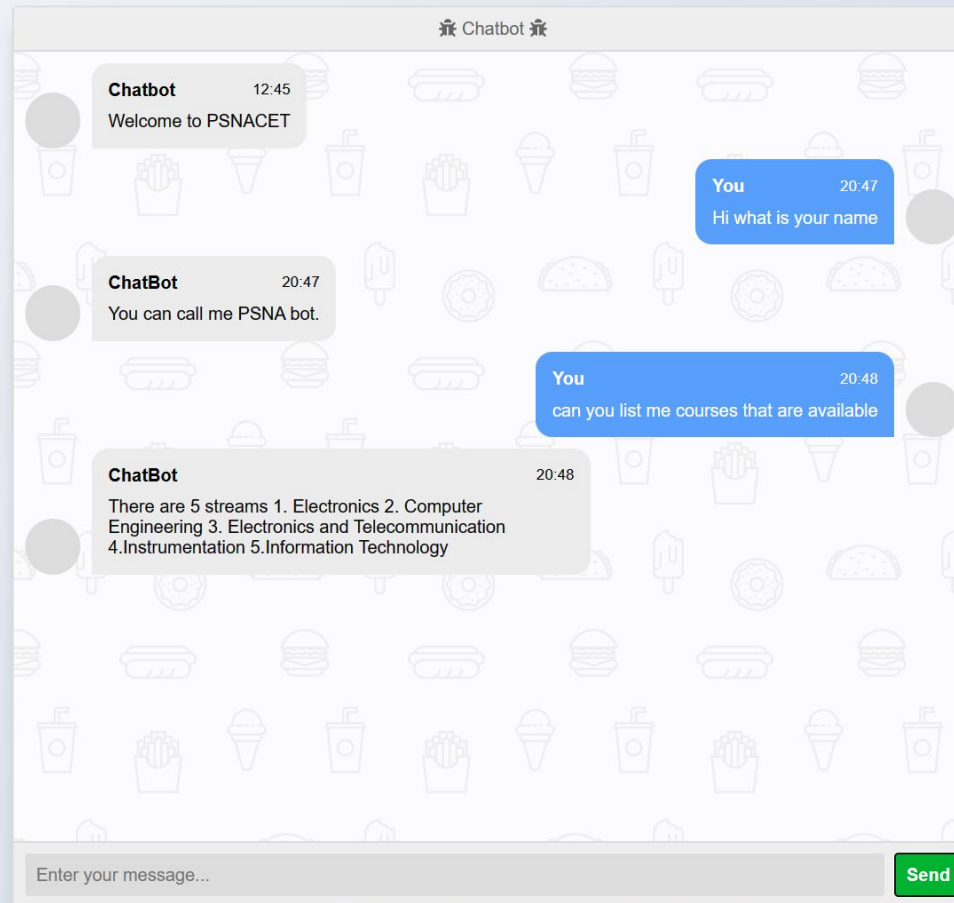 Chatbot
Chatbot 12:45
Welcome to PSNACET
You 20:47
Hi what is your name
ChatBot 20:47
You can call me PSNA bot.
You 20:48
can you list me courses that are available
ChatBot 20:48
There are 5 streams 1. Electronics 2. Computer
Engineering 3. Electronics and Telecommunication
4.Instrumentation 5.Information Technology
Enter your message...
Send